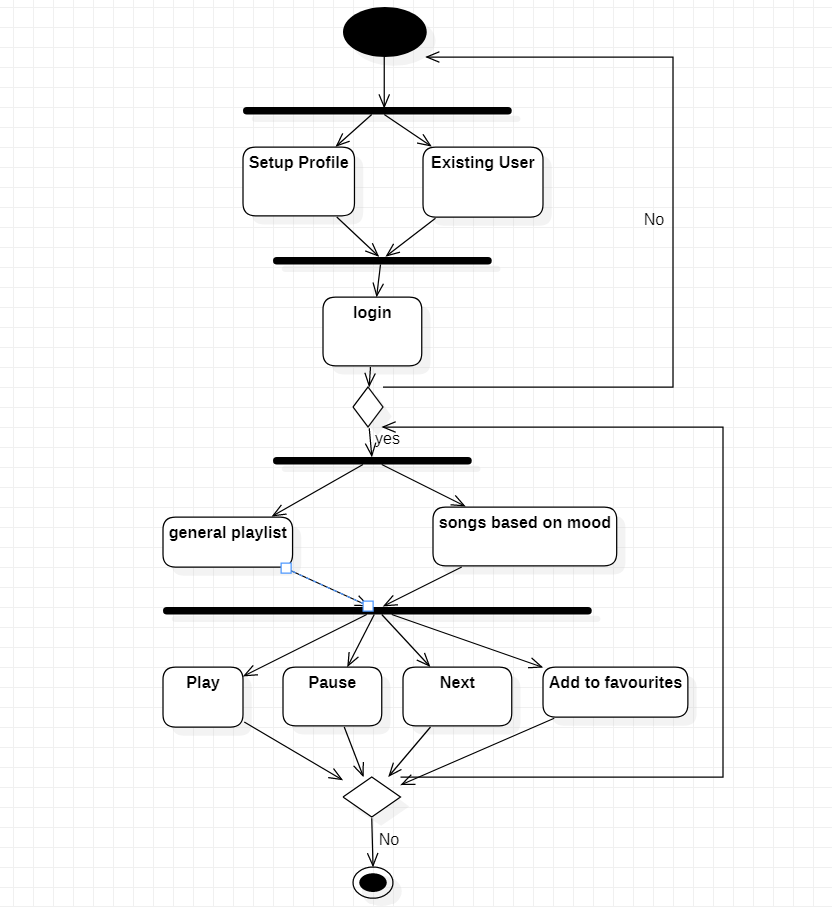 Setup Profile
Existing User
No
login
yes
general playlist
songs based on mood
Play
Pause
Next
Add to favourites
No